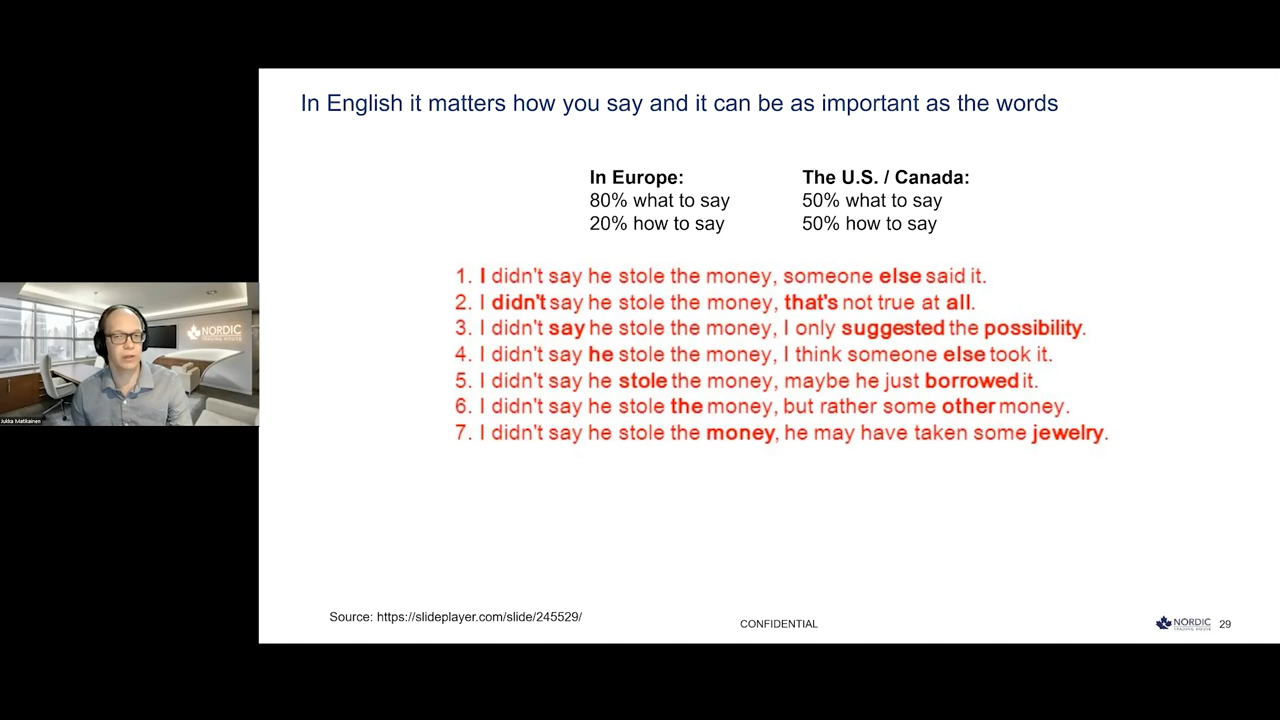 In English it matters how you say and it can be as important as the words
In Europe:
80% what to say
20% how to say
The U.S. / Canada:
50% what to say
50% how to say
1. I didn't say he stole the money, someone else said it.
2. I didn't say he stole the money, that's not true at all.
3. I didn't say he stole the money, I only suggested the possibility.
4. I didn't say he stole the money, I think someone else took it.
5. I didn't say he stole the money, maybe he just borrowed it.
6. I didn't say he stole the money, but rather some other money.
7. I didn't say he stole the money, he may have taken some jewelry.
NORDIC
TRADING HOUSE
Jukka Matikainen
Source: https://slideplayer.com/slide/245529/
CONFIDENTIAL
NORDIC
TRADING HOUSE
29